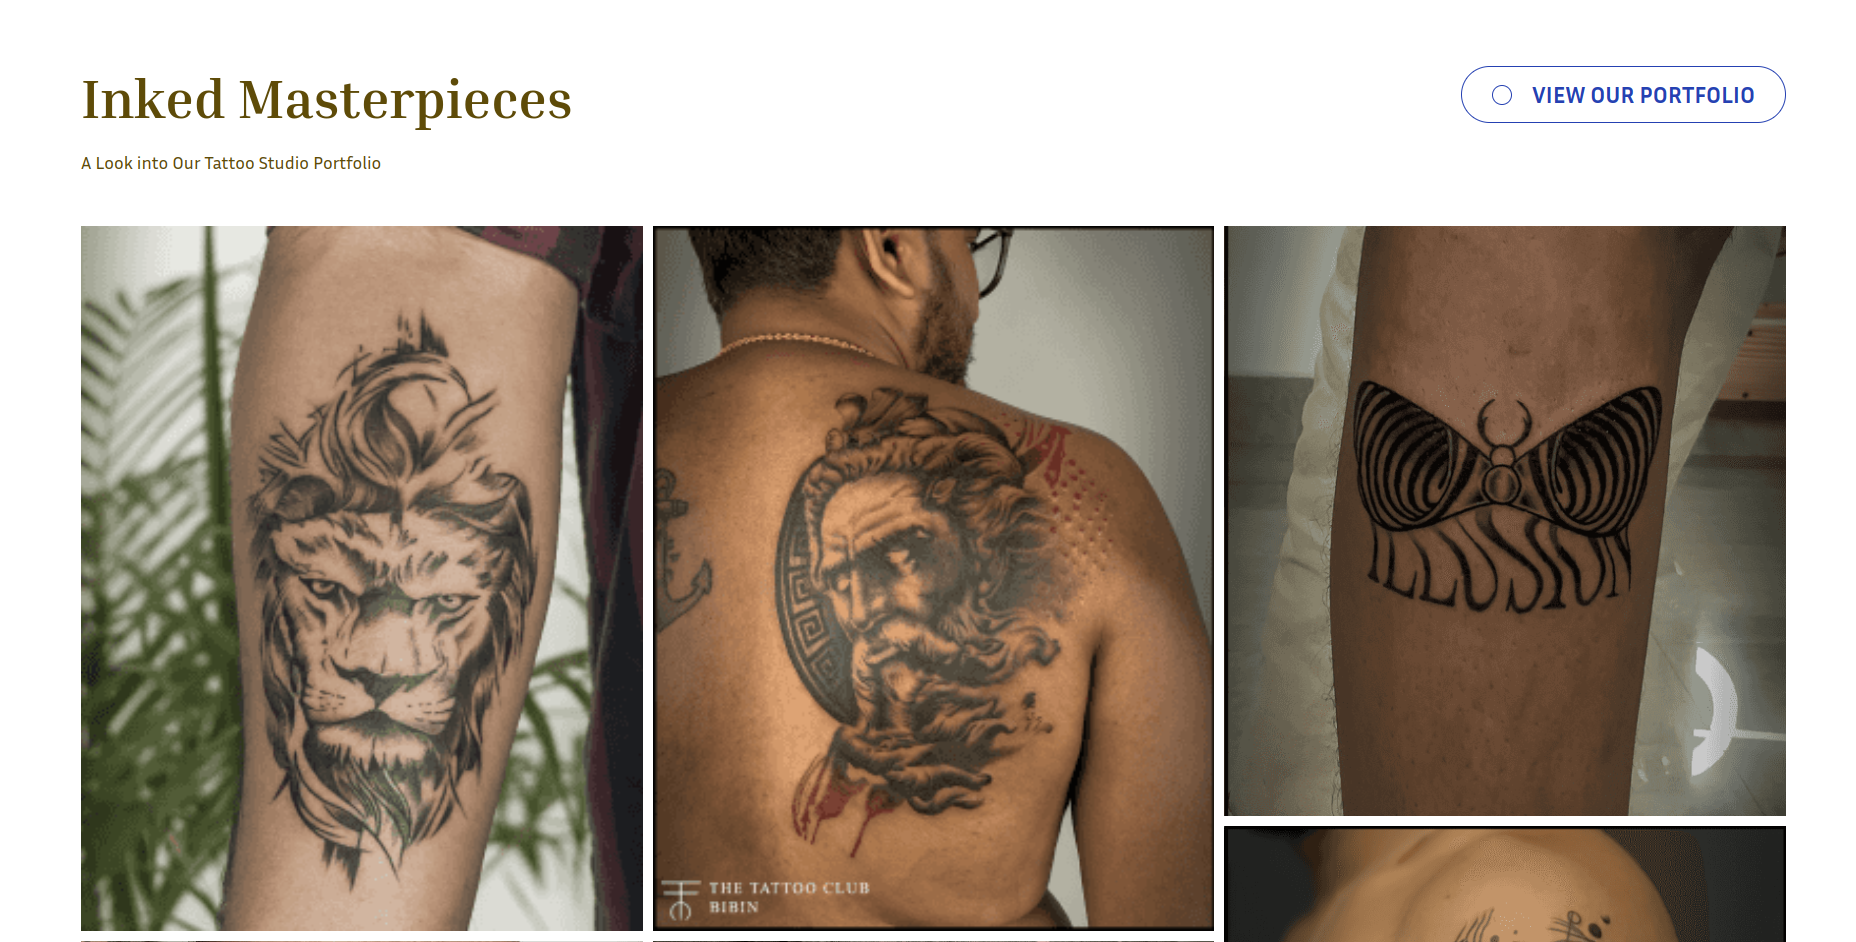 Inked Masterpieces
VIEW OUR PORTFOLIO
A Look into Our Tattoo Studio Portfolio
ILLUSION
THE TATTOO CLUB
BIBIN